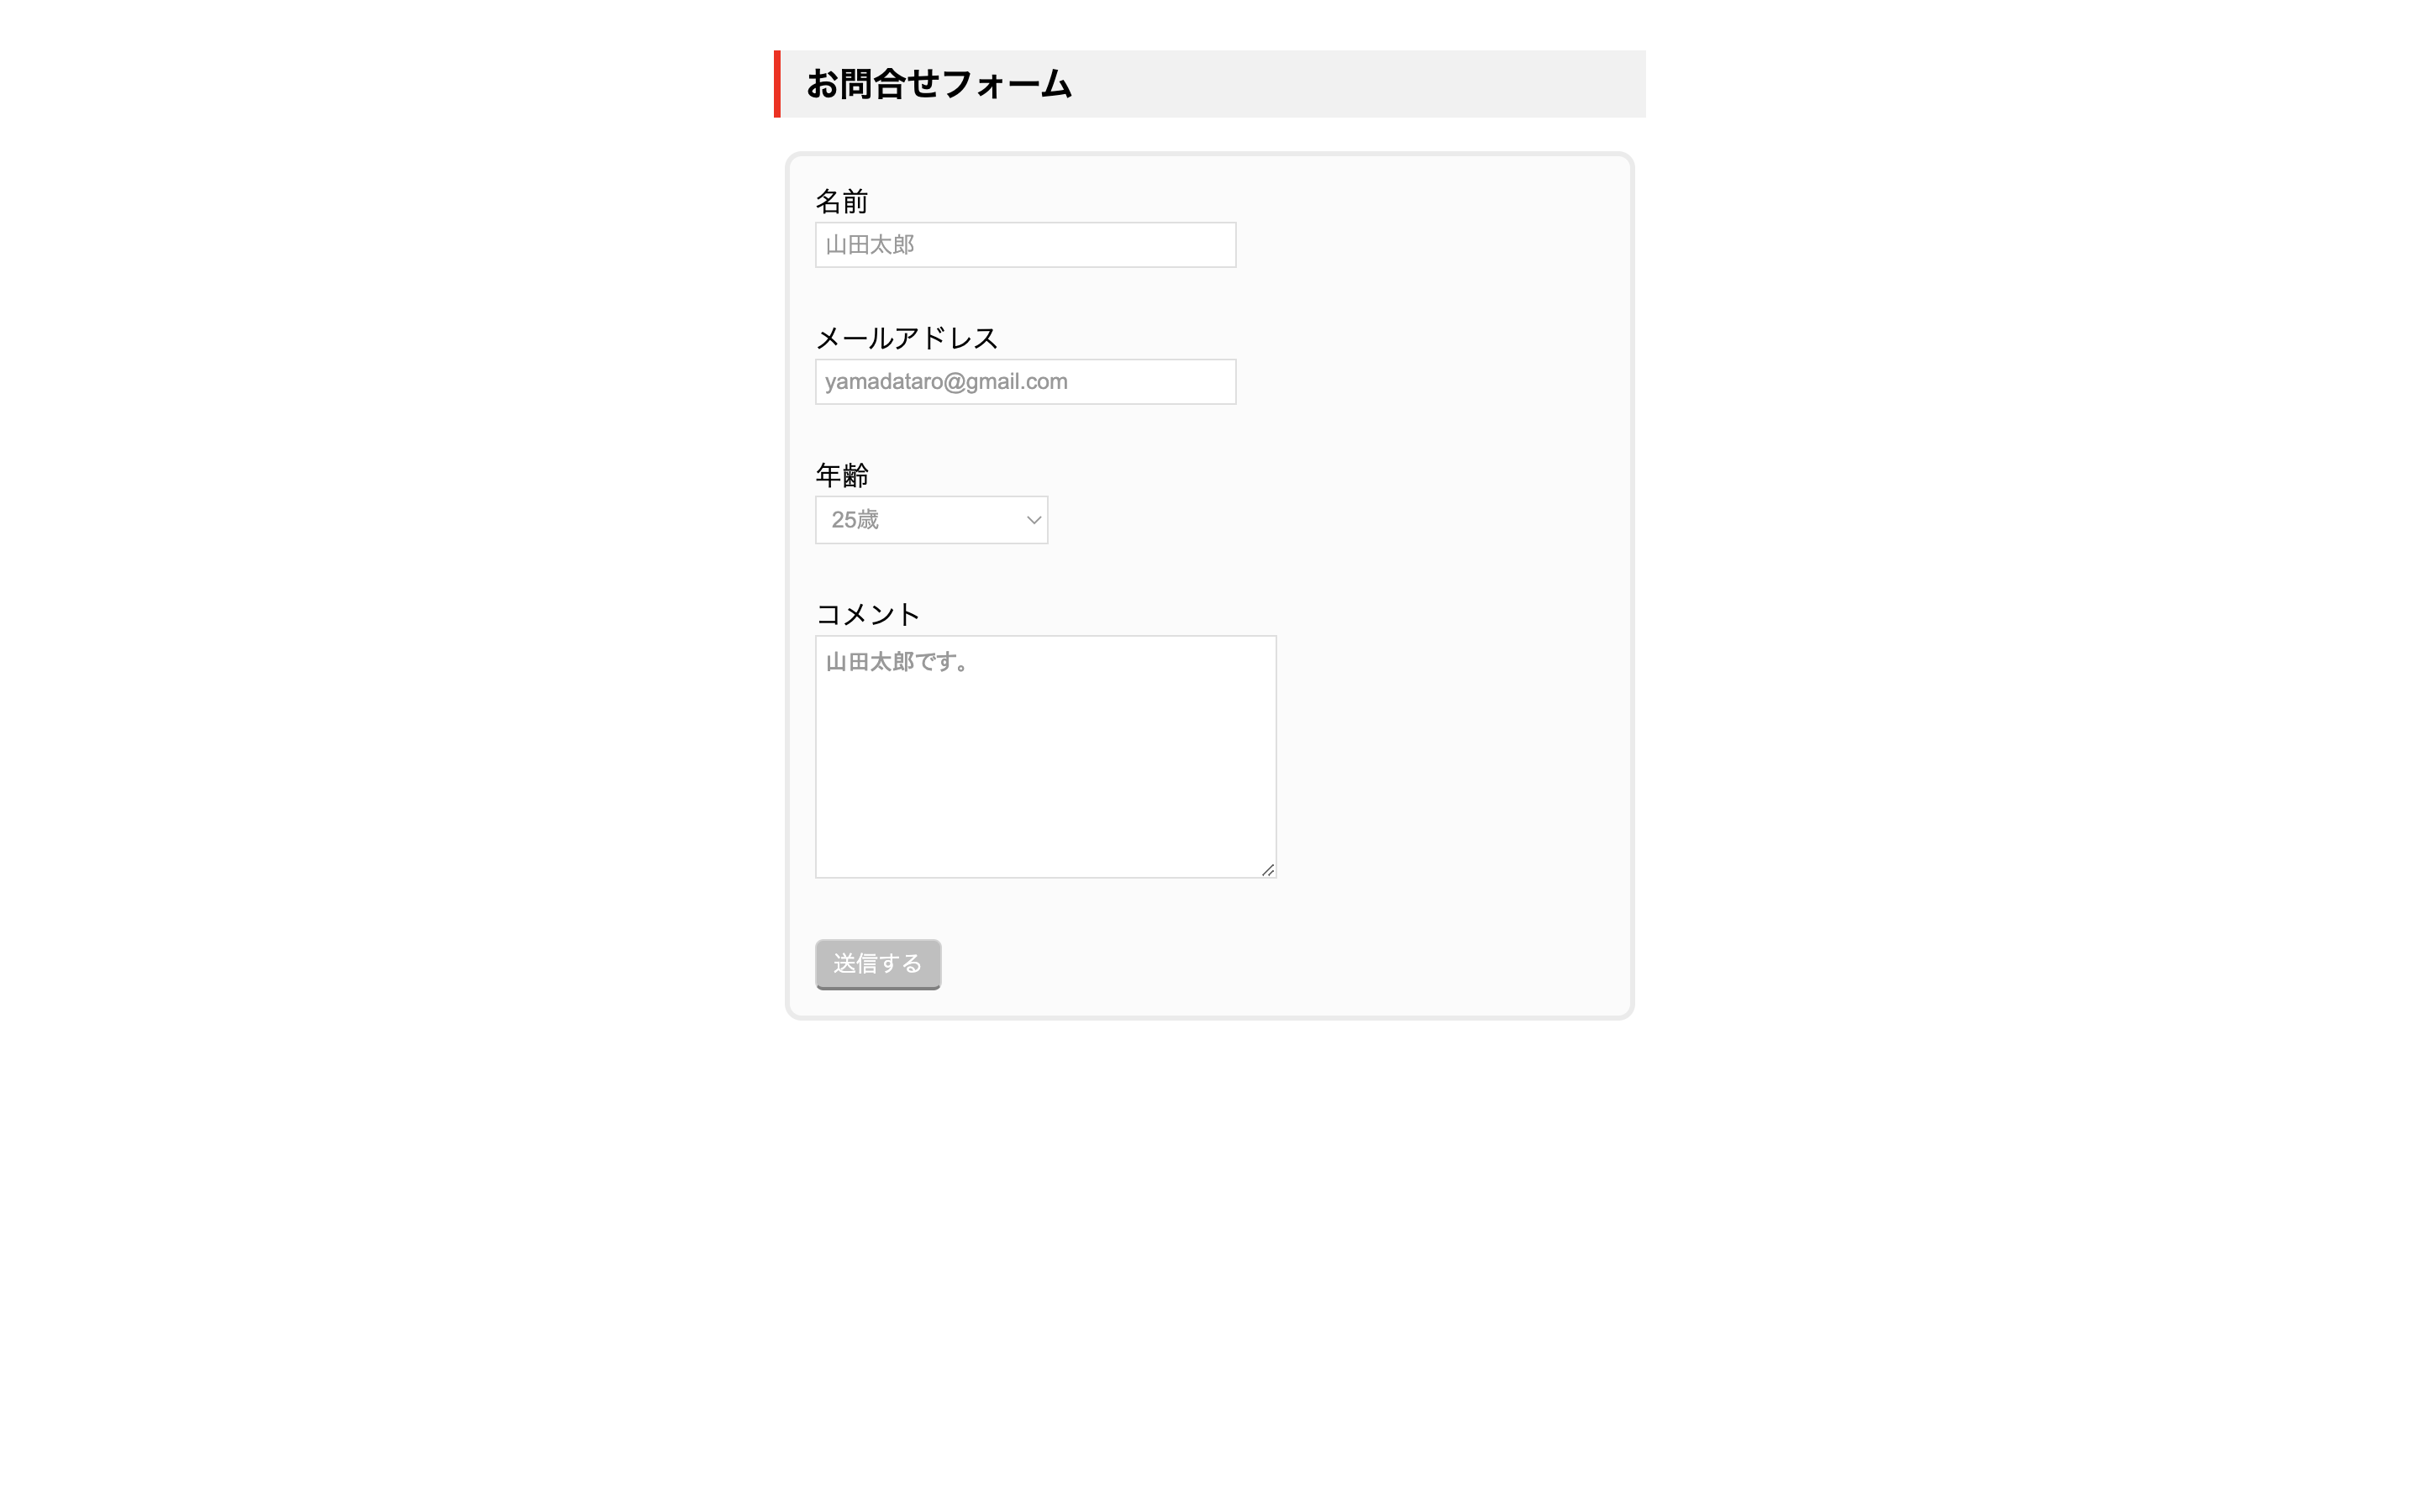 お問合せフォーム
名前
山田太郎
メールアドレス
yamadataro@gmail.com
年齢
25歳
コメント
山田太郎です。
送信する